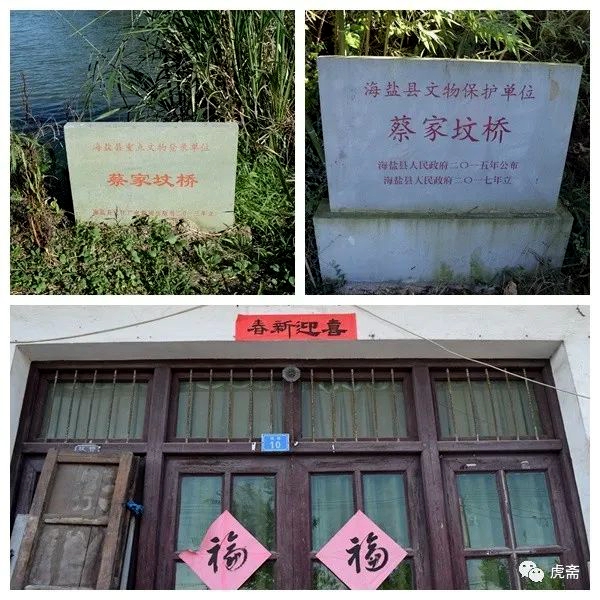 海盐县重点文物登录单位
蔡家坟桥
海盐县文物保护单位
蔡家坟桥
海盐县人民政府二〇一五年公布
海盐县人民政府二〇一七年立
春新迎喜
10
福
福
虎斋